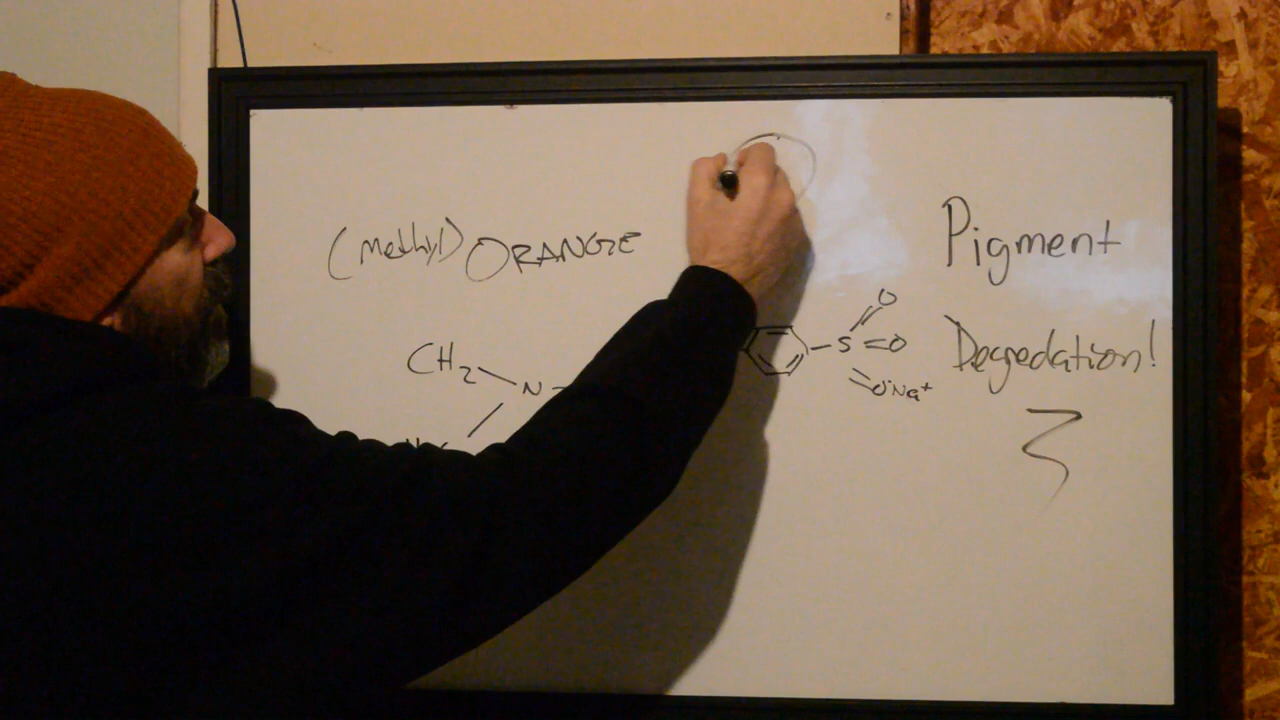 (methyl) ORANGE
Pigment
Degredation!
CH2
N
S
O
=O
O⁻Na⁺